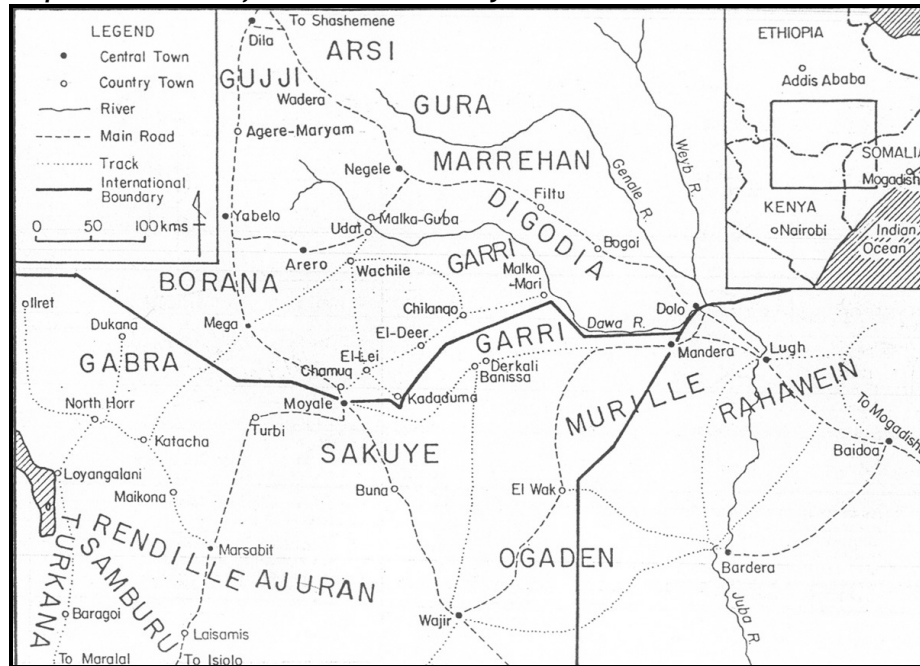 LEGEND
Central Town
Country Town
River
Main Road
Track
International
Boundary
0 50 100 kms
To Shashemene
Dila
ARSI
GUJJI
Wadera
GURA
Agere-Maryam
MARREHAN
Negele
Filtu
Genale R.
Weyb R.
DIGODIA
Yabelo
Malka-Guba
Udat
Bogoi
Arero
Wachile
GARRI
Malka
-Mari
BORANA
Ilret
Chilanqo
Dolo
Dukana
Mega
El-Deer
Dawa R.
GARRI
Mandera
Lugh
GABRA
El-Lei
Chamuq
Derkali
Banissa
Moyale
Kadaduma
MURILLE
RAHAWEIN
North Horr
Turbi
To Mogadishu
Katacha
SAKUYE
Baidoa
Loyangalani
Maikona
Buna
El Wak
RENDILLE
Marsabit
OGADEN
AJURAN
Bardera
TURKANA
SAMBURU
Baragoi
Wajir
Laisamis
Juba R.
To Maralal
To Isiolo
ETHIOPIA
Addis Ababa
SOMALIA
Mogadish
KENYA
Nairobi
Indian
Ocean